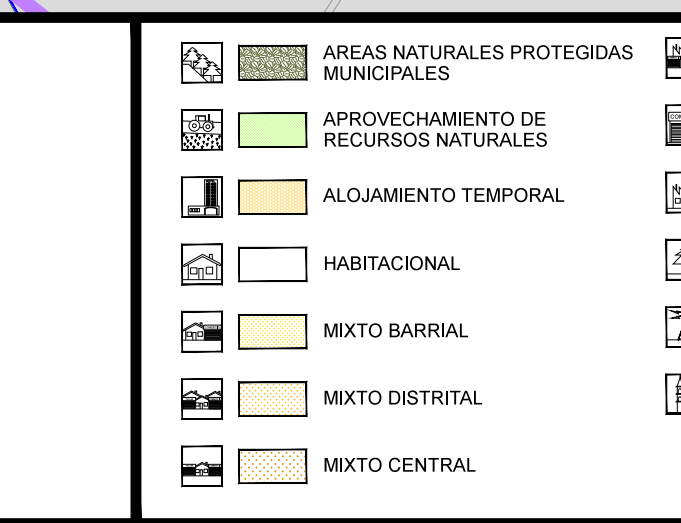 AREAS NATURALES PROTEGIDAS
MUNICIPALES
APROVECHAMIENTO DE
RECURSOS NATURALES
ALOJAMIENTO TEMPORAL
HABITACIONAL
MIXTO BARRIAL
MIXTO DISTRITAL
MIXTO CENTRAL